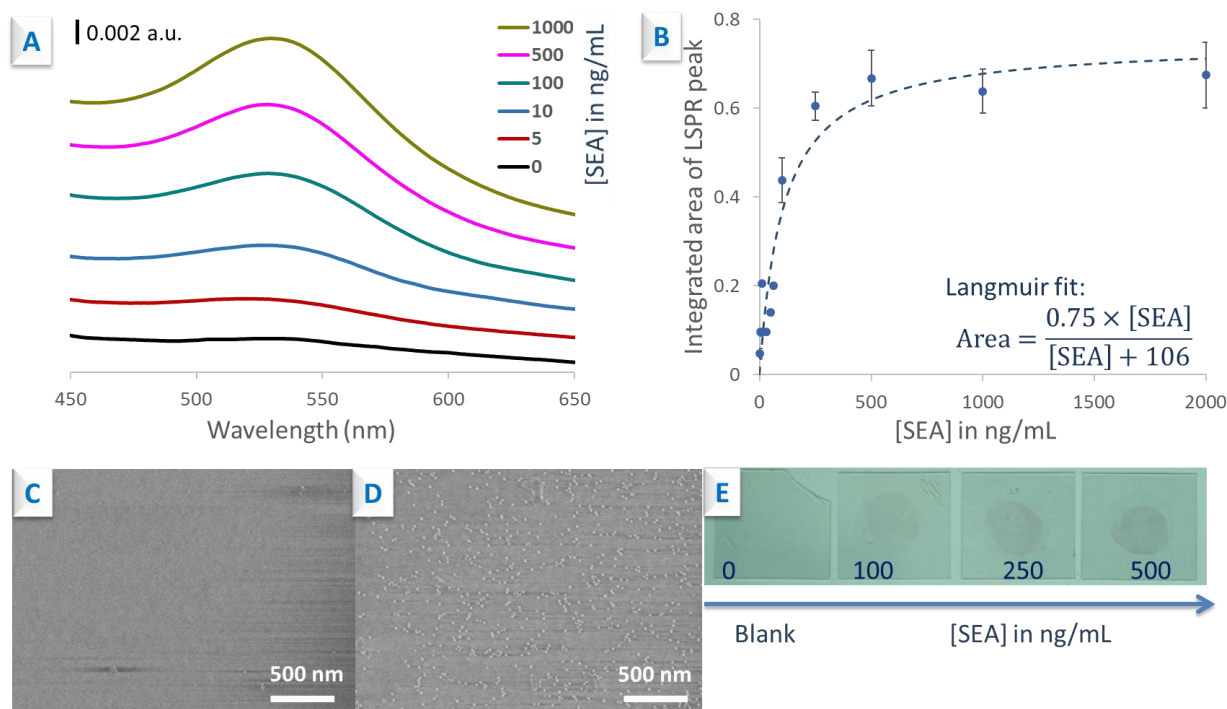 A
0.002 a.u.
1000
500
100
10
5
0
[SEA] in ng/mL
450
500
550
600
650
Wavelength (nm)
B
Integrated area of LSPR peak
0.8
0.6
0.4
0.2
0
Langmuir fit:
Area = 0.75 × [SEA]
[SEA] + 106
0
500
1000
1500
2000
[SEA] in ng/mL
C
500 nm
D
500 nm
E
0
100
250
500
Blank
[SEA] in ng/mL